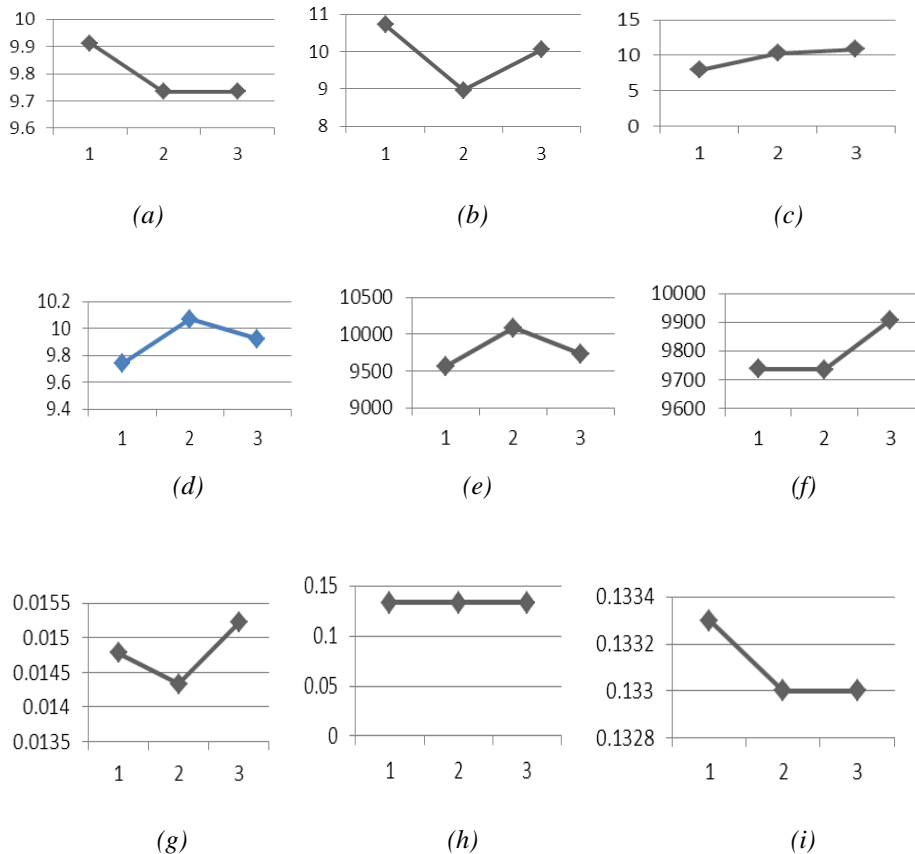 10
9.9
9.8
9.7
9.6
1 2 3
(a)
11
10
9
8
1 2 3
(b)
15
10
5
0
1 2 3
(c)
10.2
10
9.8
9.6
9.4
1 2 3
(d)
10500
10000
9500
9000
1 2 3
(e)
10000
9900
9800
9700
9600
1 2 3
(f)
0.0155
0.015
0.0145
0.014
0.0135
1 2 3
(g)
0.15
0.1
0.05
0
1 2 3
(h)
0.1334
0.1332
0.133
0.1328
1 2 3
(i)